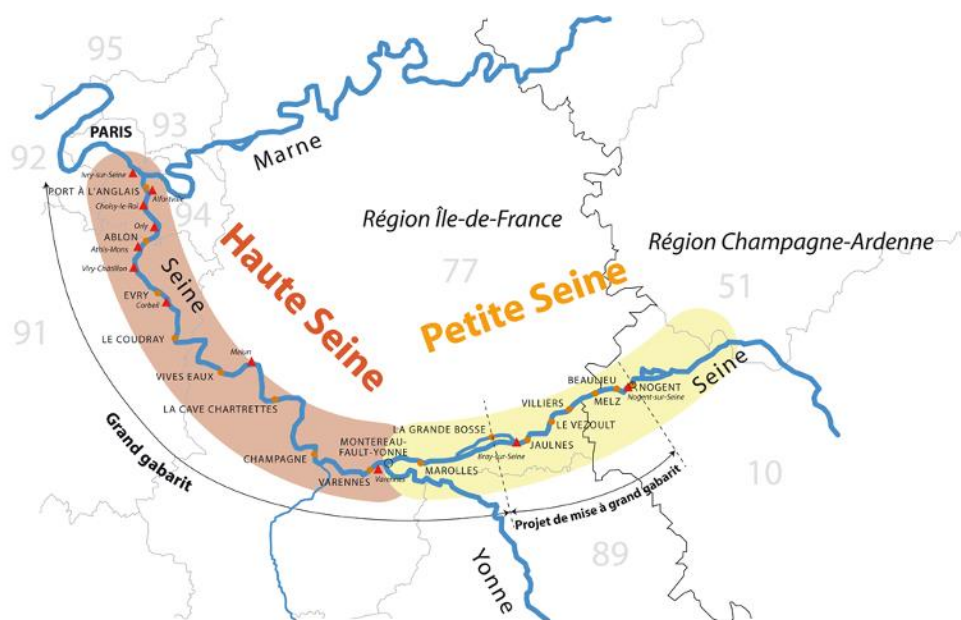 95
93
PARIS
92
Ivry-sur-Seine
PORT À L'ANGLAIS
Alfortville
Choisy-le-Roi
94
Orly
ABLON
Athis-Mons
Viry-Châtillon
Seine
EVRY
Corbeil
91
LE COUDRAY
Melun
VIVES EAUX
LA CAVE CHARTRETTES
CHAMPAGNE
MONTEREAU-
FAULT-YONNE
VARENNES
Varennes
Grand gabarit
Haute Seine
Marne
Région Île-de-France
77
Petite Seine
Région Champagne-Ardenne
51
Seine
BEAULIEU
NOGENT
Nogent-sur-Seine
MELZ
VILLIERS
LE VEZOULT
LA GRANDE BOSSE
JAULNES
Bray-sur-Seine
MAROLLES
10
Projet de mise à grand gabarit
89
Yonne